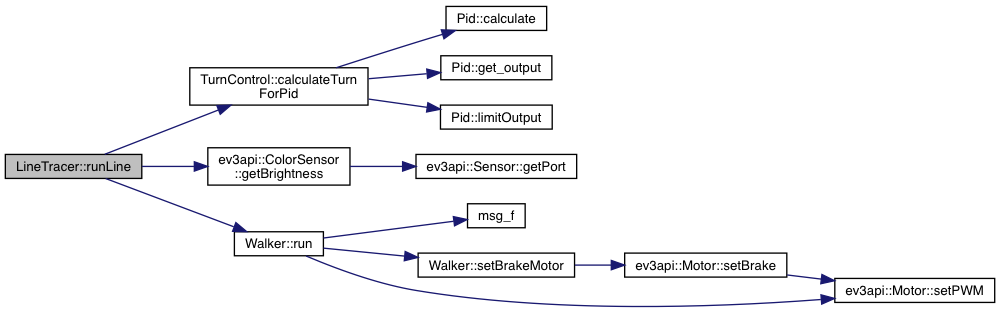 Pid::calculate
TurnControl::calculateTurn
ForPid
Pid::get_output
Pid::limitOutput
LineTracer::runLine
ev3api::ColorSensor
::getBrightness
ev3api::Sensor::getPort
Walker::run
msg_f
Walker::setBrakeMotor
ev3api::Motor::setBrake
ev3api::Motor::setPWM